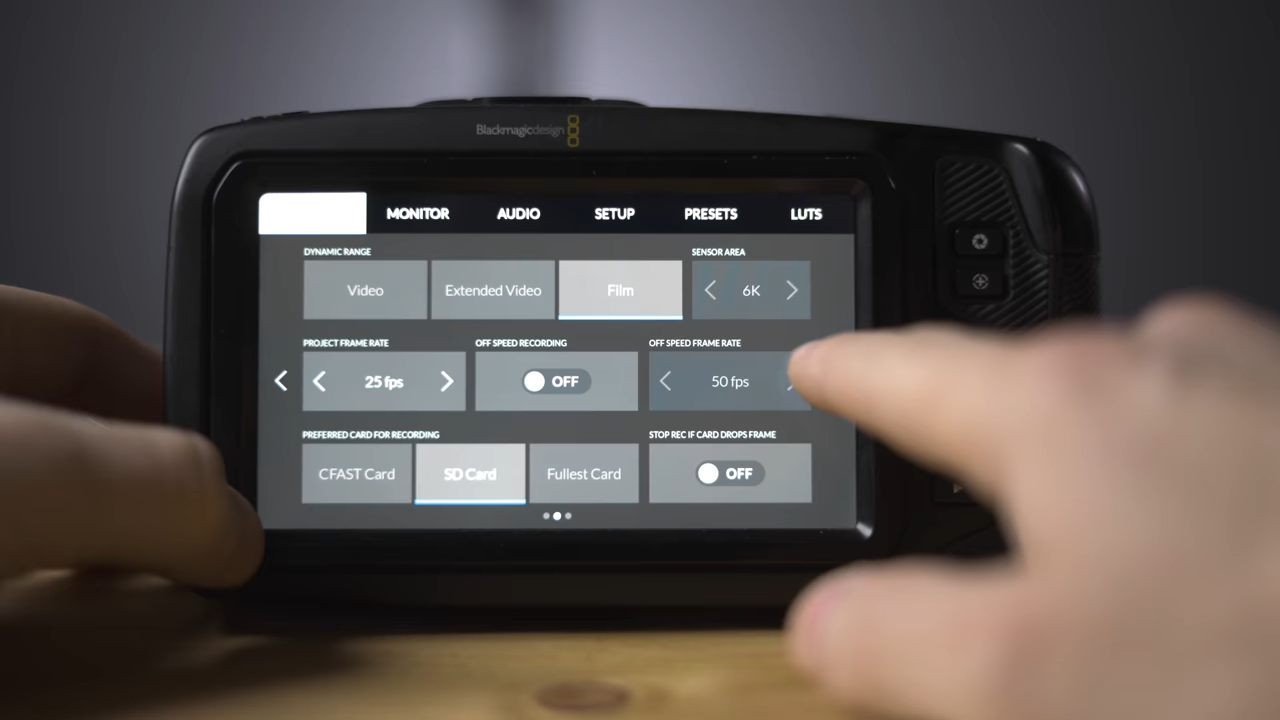 Blackmagicdesign
MONITOR AUDIO SETUP PRESETS LUTS
DYNAMIC RANGE SENSOR AREA
Video Extended Video Film 6K
PROJECT FRAME RATE OFF SPEED RECORDING OFF SPEED FRAME RATE
25 fps OFF 50 fps
PREFERRED CARD FOR RECORDING STOP REC IF CARD DROPS FRAME
CFAST Card SD Card Fullest Card OFF